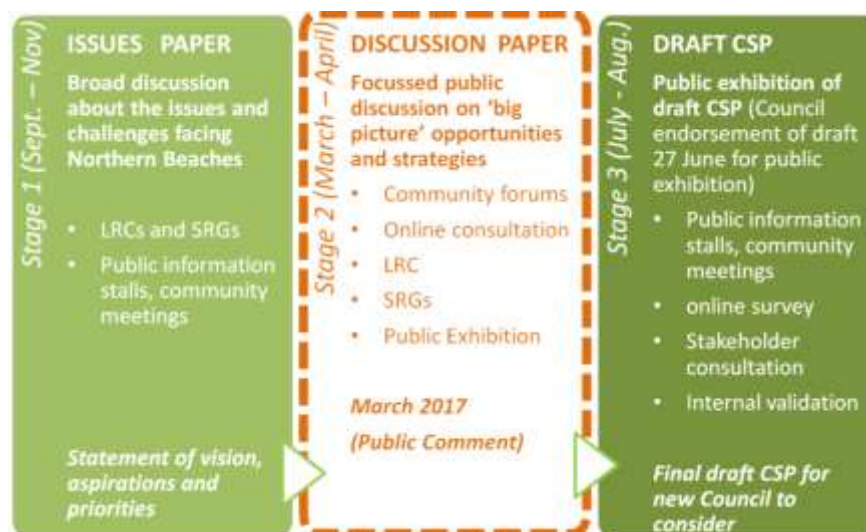 Stage 1 (Sept. – Nov)
ISSUES PAPER
Broad discussion
about the issues and
challenges facing
Northern Beaches
• LRCs and SRGs
• Public information
stalls, community
meetings
Statement of vision,
aspirations and
priorities
Stage 2 (March – April)
DISCUSSION PAPER
Focussed public
discussion on ‘big
picture’ opportunities
and strategies
• Community forums
• Online consultation
• LRC
• SRGs
• Public Exhibition
March 2017
(Public Comment)
Stage 3 (July - Aug.)
DRAFT CSP
Public exhibition of
draft CSP (Council
endorsement of draft
27 June for public
exhibition)
• Public information
stalls, community
meetings
• online survey
• Stakeholder
consultation
• Internal validation
Final draft CSP for
new Council to
consider